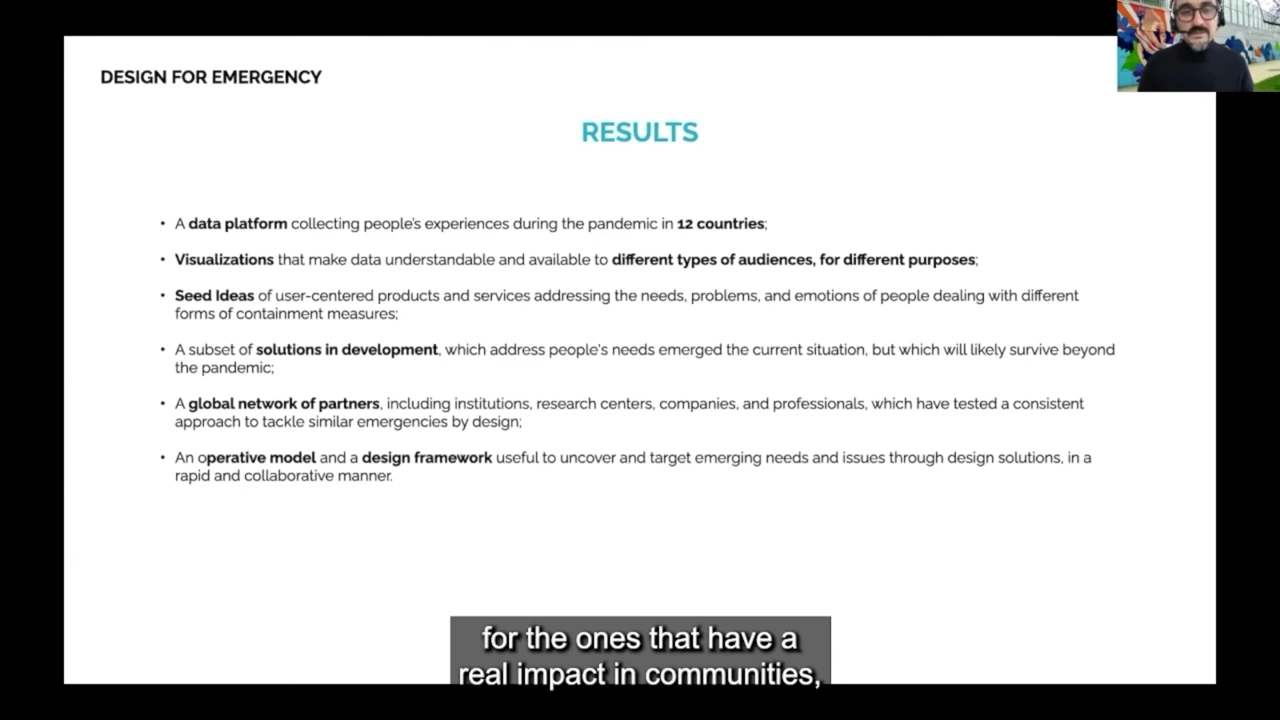 DESIGN FOR EMERGENCY
RESULTS
• A data platform collecting people's experiences during the pandemic in 12 countries;
• Visualizations that make data understandable and available to different types of audiences, for different purposes;
• Seed Ideas of user-centered products and services addressing the needs, problems, and emotions of people dealing with different
forms of containment measures;
• A subset of solutions in development, which address people's needs emerged the current situation, but which will likely survive beyond
the pandemic;
• A global network of partners, including institutions, research centers, companies, and professionals, which have tested a consistent
approach to tackle similar emergencies by design;
• An operative model and a design framework useful to uncover and target emerging needs and issues through design solutions, in a
rapid and collaborative manner.
for the ones that have a
real impact in communities,